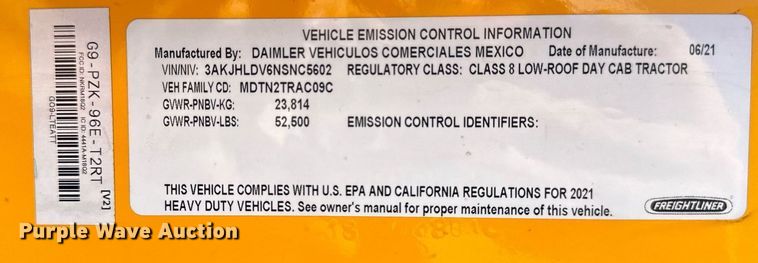 G9-PZK-96E-T2RT [V2]
GO9-LTEATT
VEHICLE EMISSION CONTROL INFORMATION
Manufactured By: DAIMLER VEHICULOS COMERCIALES MEXICO Date of Manufacture: 06/21
VIN/NIV: 3AKJHLDV6NSNC5602 REGULATORY CLASS: CLASS 8 LOW-ROOF DAY CAB TRACTOR
VEH FAMILY CD: MDTN2TRAC09C
GVWR-PNBV-KG: 23,814
GVWR-PNBV-LBS: 52,500 EMISSION CONTROL IDENTIFIERS:
THIS VEHICLE COMPLIES WITH U.S. EPA AND CALIFORNIA REGULATIONS FOR 2021
HEAVY DUTY VEHICLES. See owner's manual for proper maintenance of this vehicle.
FREIGHTLINER
Purple Wave Auction